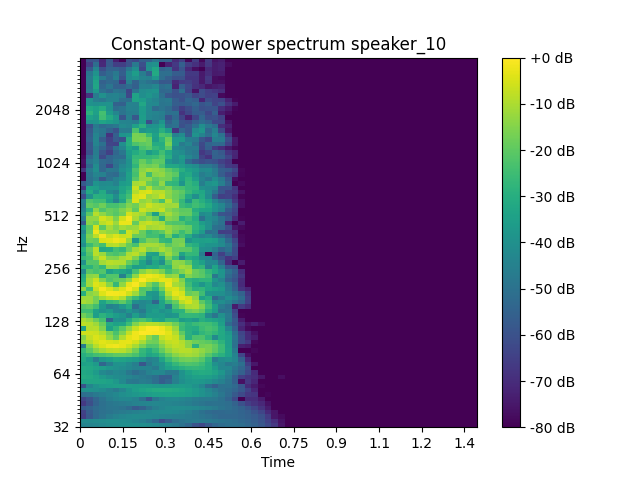 Constant-Q power spectrum speaker_10
Hz
2048
1024
512
256
128
64
32
0 0.15 0.3 0.45 0.6 0.75 0.9 1.1 1.2 1.4
Time
+0 dB
-10 dB
-20 dB
-30 dB
-40 dB
-50 dB
-60 dB
-70 dB
-80 dB